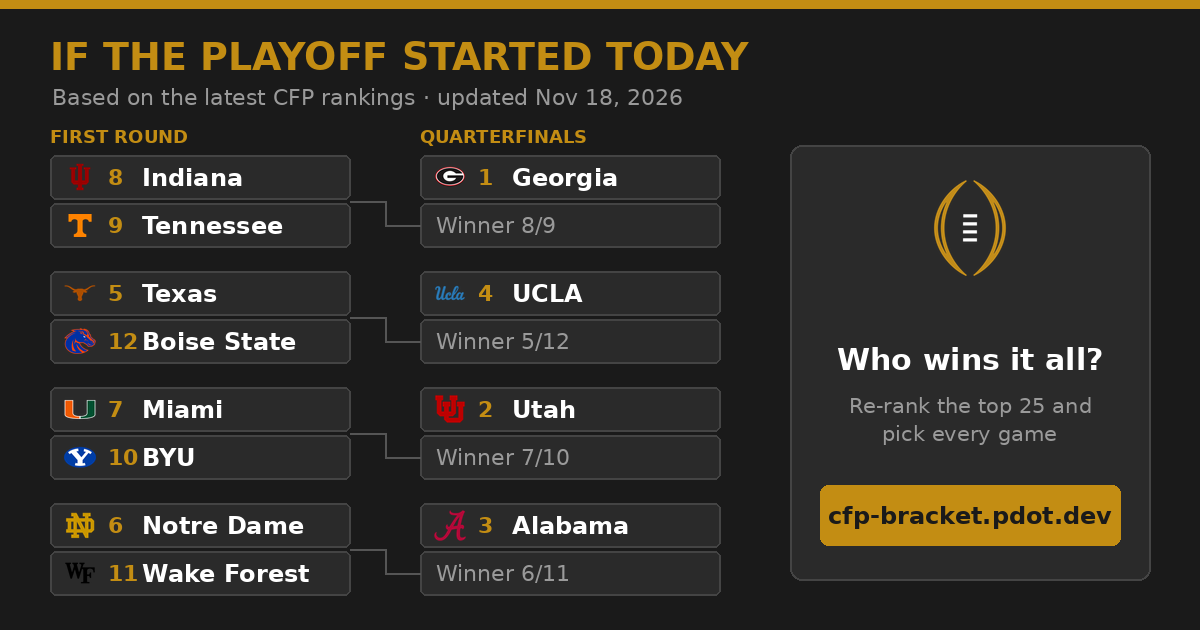 IF THE PLAYOFF STARTED TODAY
Based on the latest CFP rankings · updated Nov 18, 2026
FIRST ROUND
8 Indiana
9 Tennessee
5 Texas
12 Boise State
7 Miami
10 BYU
6 Notre Dame
WF 11 Wake Forest
QUARTERFINALS
G 1 Georgia
Winner 8/9
Ucla 4 UCLA
Winner 5/12
2 Utah
Winner 7/10
A 3 Alabama
Winner 6/11
Who wins it all?
Re-rank the top 25 and
pick every game
cfp-bracket.pdot.dev